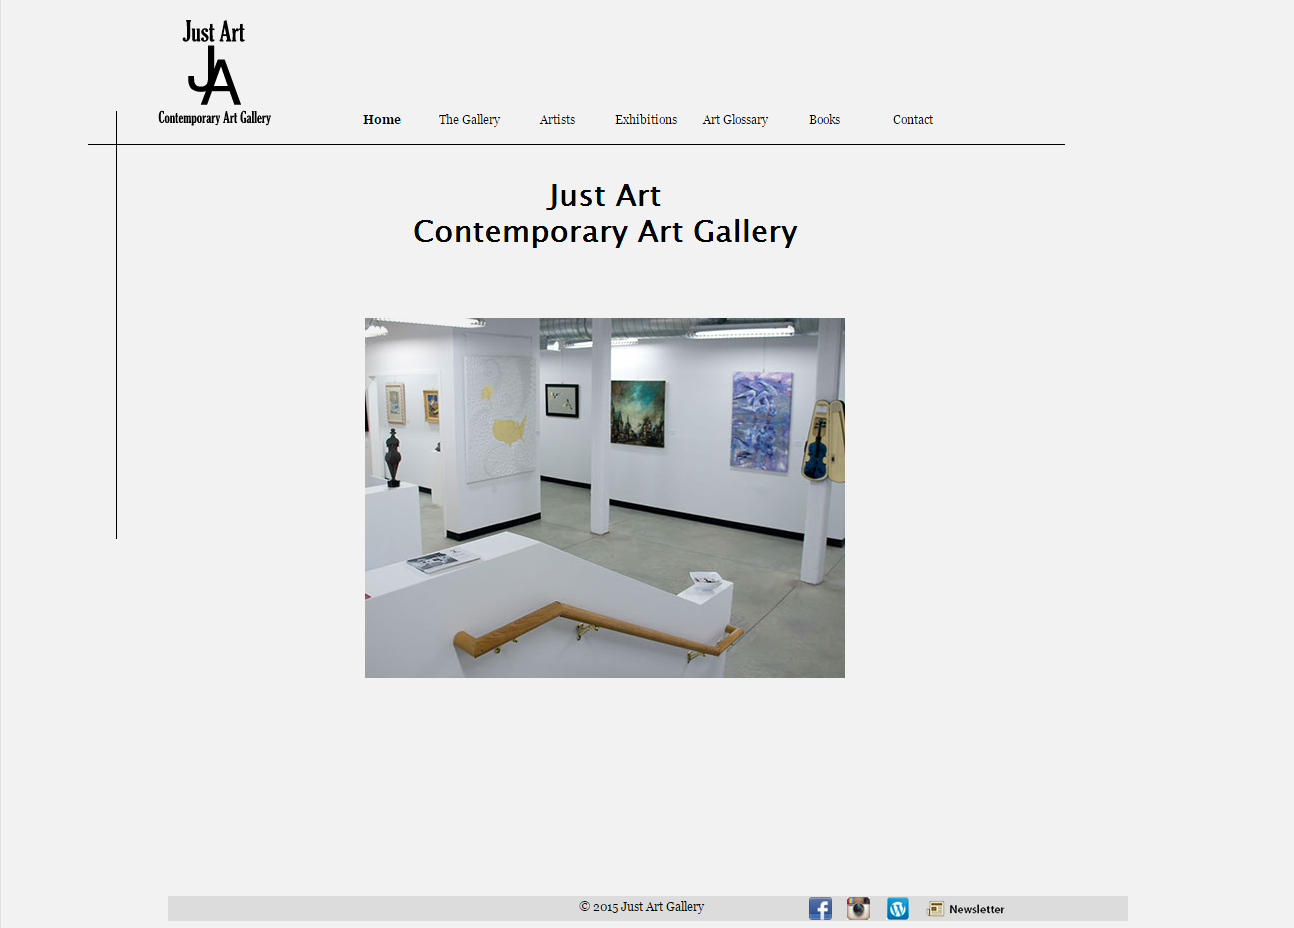 Just Art
JA
Contemporary Art Gallery
Home The Gallery Artists Exhibitions Art Glossary Books Contact
Just Art
Contemporary Art Gallery
© 2015 Just Art Gallery
Newsletter